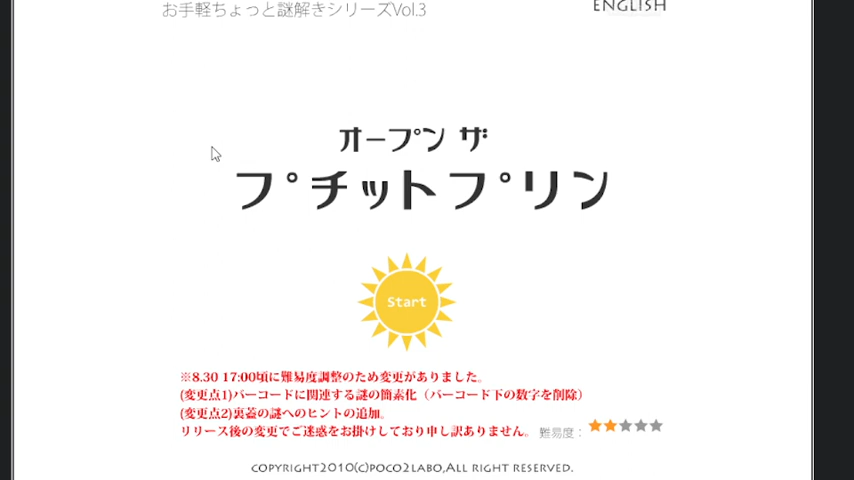 お手軽ちょっと謎解きシリーズVol.3
ENGLISH
オープン ザ
プチットプリン
Start
※8.30 17:00頃に難易度調整のため変更がありました。
(変更点1)バーコードに関連する謎の簡素化（バーコード下の数字を削除）
(変更点2)裏蓋の謎へのヒントの追加。
リリース後の変更でご迷惑をお掛けしており申し訳ありません。 難易度：
COPYRIGHT2010(C)POCO2LABO,ALL RIGHT RESERVED.